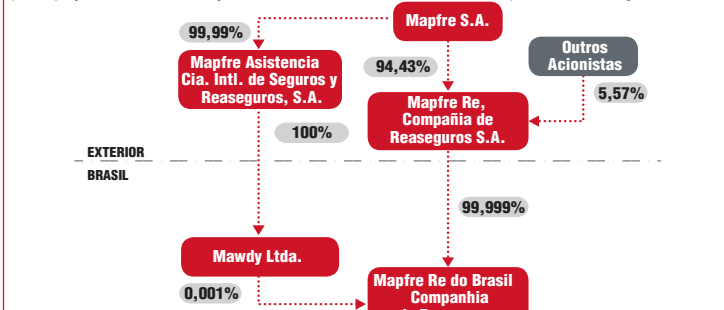 Mapfre S.A.
99,99%
Mapfre Asistencia
Cia. Intl. de Seguros y
Reaseguros, S.A.
94,43%
Outros
Acionistas
5,57%
Mapfre Re,
Compañia de
Reaseguros S.A.
100%
EXTERIOR
BRASIL
99,999%
Mawdy Ltda.
0,001%
Mapfre Re do Brasil
Companhia